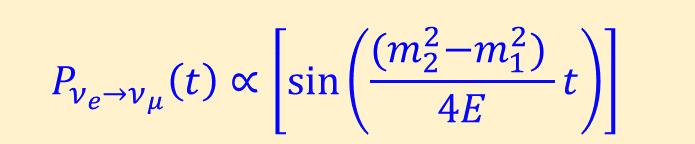 P_{ν_e→ν_μ}(t) ∝ [sin((m_2^2−m_1^2)/4E t)]